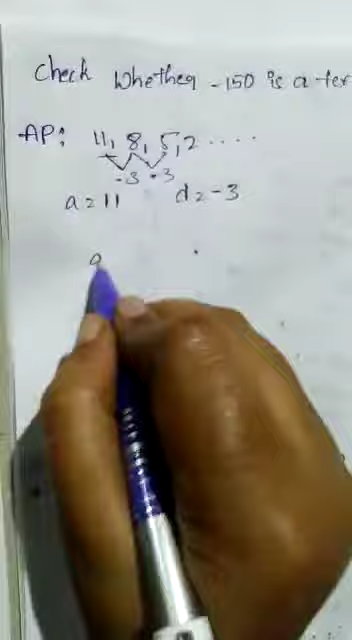 Check Whether -150 is a ter
AP: 11, 8, 5, 2 ....
-3 -3
a = 11 d = -3
a